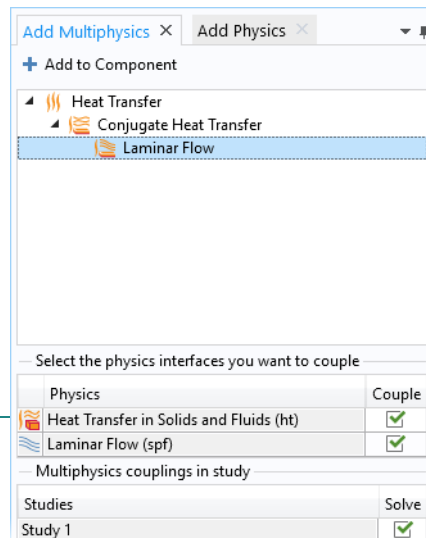 Add Multiphysics × Add Physics ×
+ Add to Component
Heat Transfer
Conjugate Heat Transfer
Laminar Flow
Select the physics interfaces you want to couple
Physics Couple
Heat Transfer in Solids and Fluids (ht)
Laminar Flow (spf)
Multiphysics couplings in study
Studies Solve
Study 1